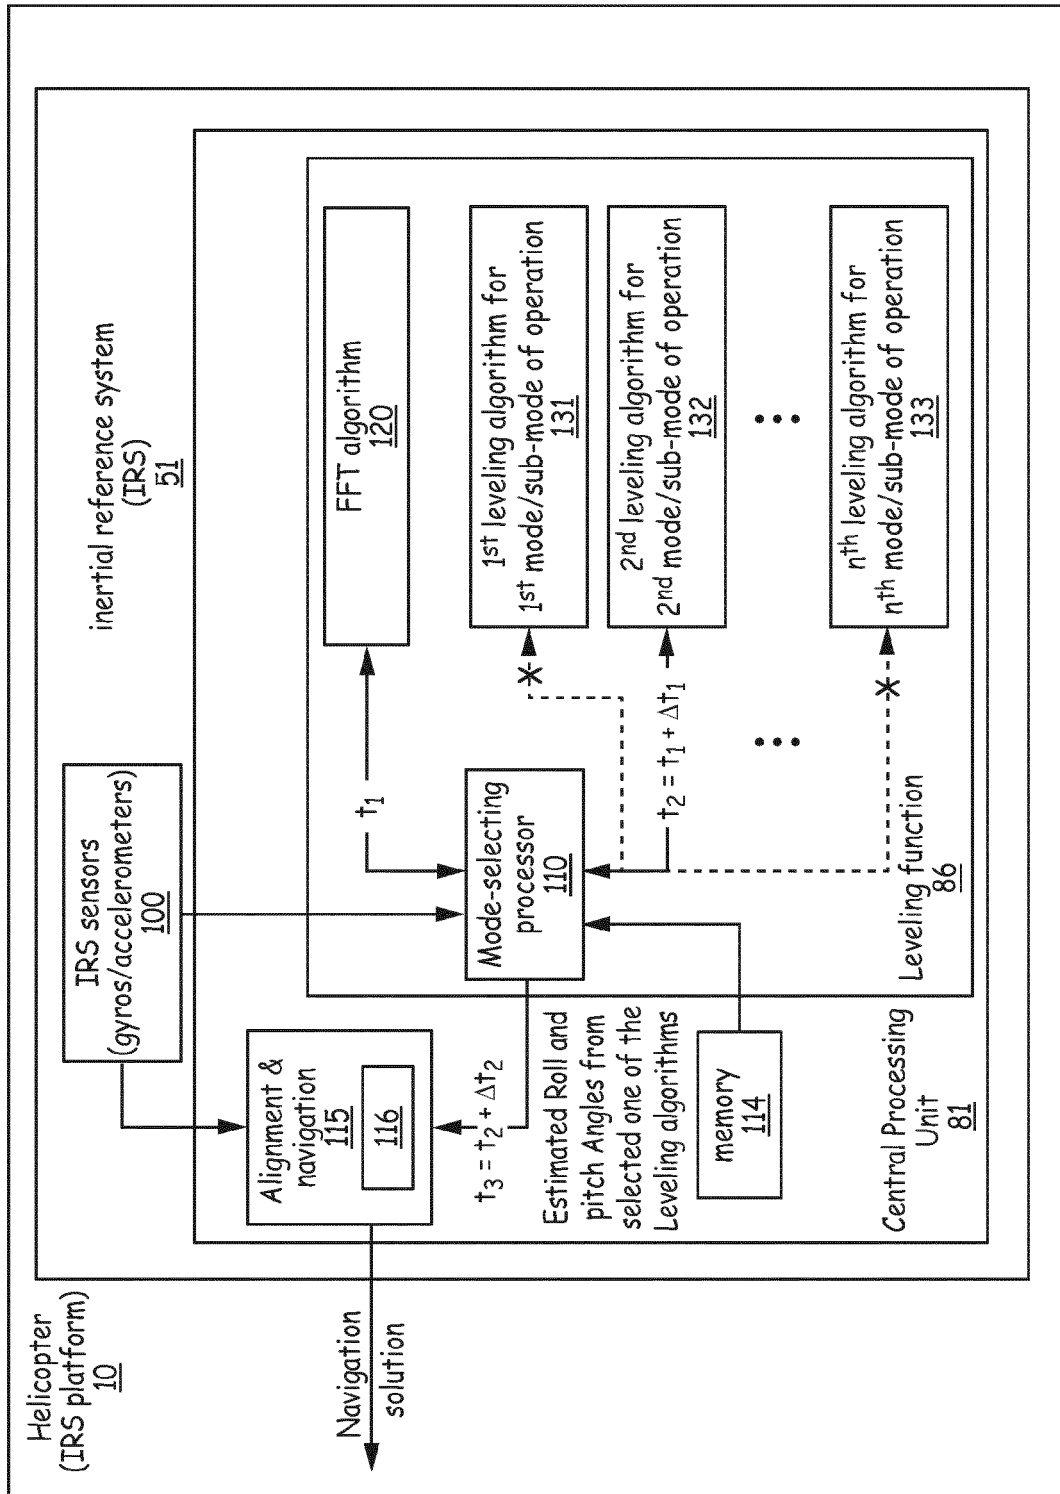 Helicopter
(IRS platform)
10
inertial reference system
(IRS)
51
IRS sensors
(gyros/accelerometers)
100
Navigation
solution
Alignment &
navigation
115
116
t3 = t2 + Δt2
Estimated Roll and
pitch Angles from
selected one of the
Leveling algorithms
memory
114
Central Processing
Unit
81
t1
Mode-selecting
processor
110
t2 = t1 + Δt1
Leveling function
86
FFT algorithm
120
1st leveling algorithm for
1st mode/sub-mode of operation
131
2nd leveling algorithm for
2nd mode/sub-mode of operation
132
nth leveling algorithm for
nth mode/sub-mode of operation
133